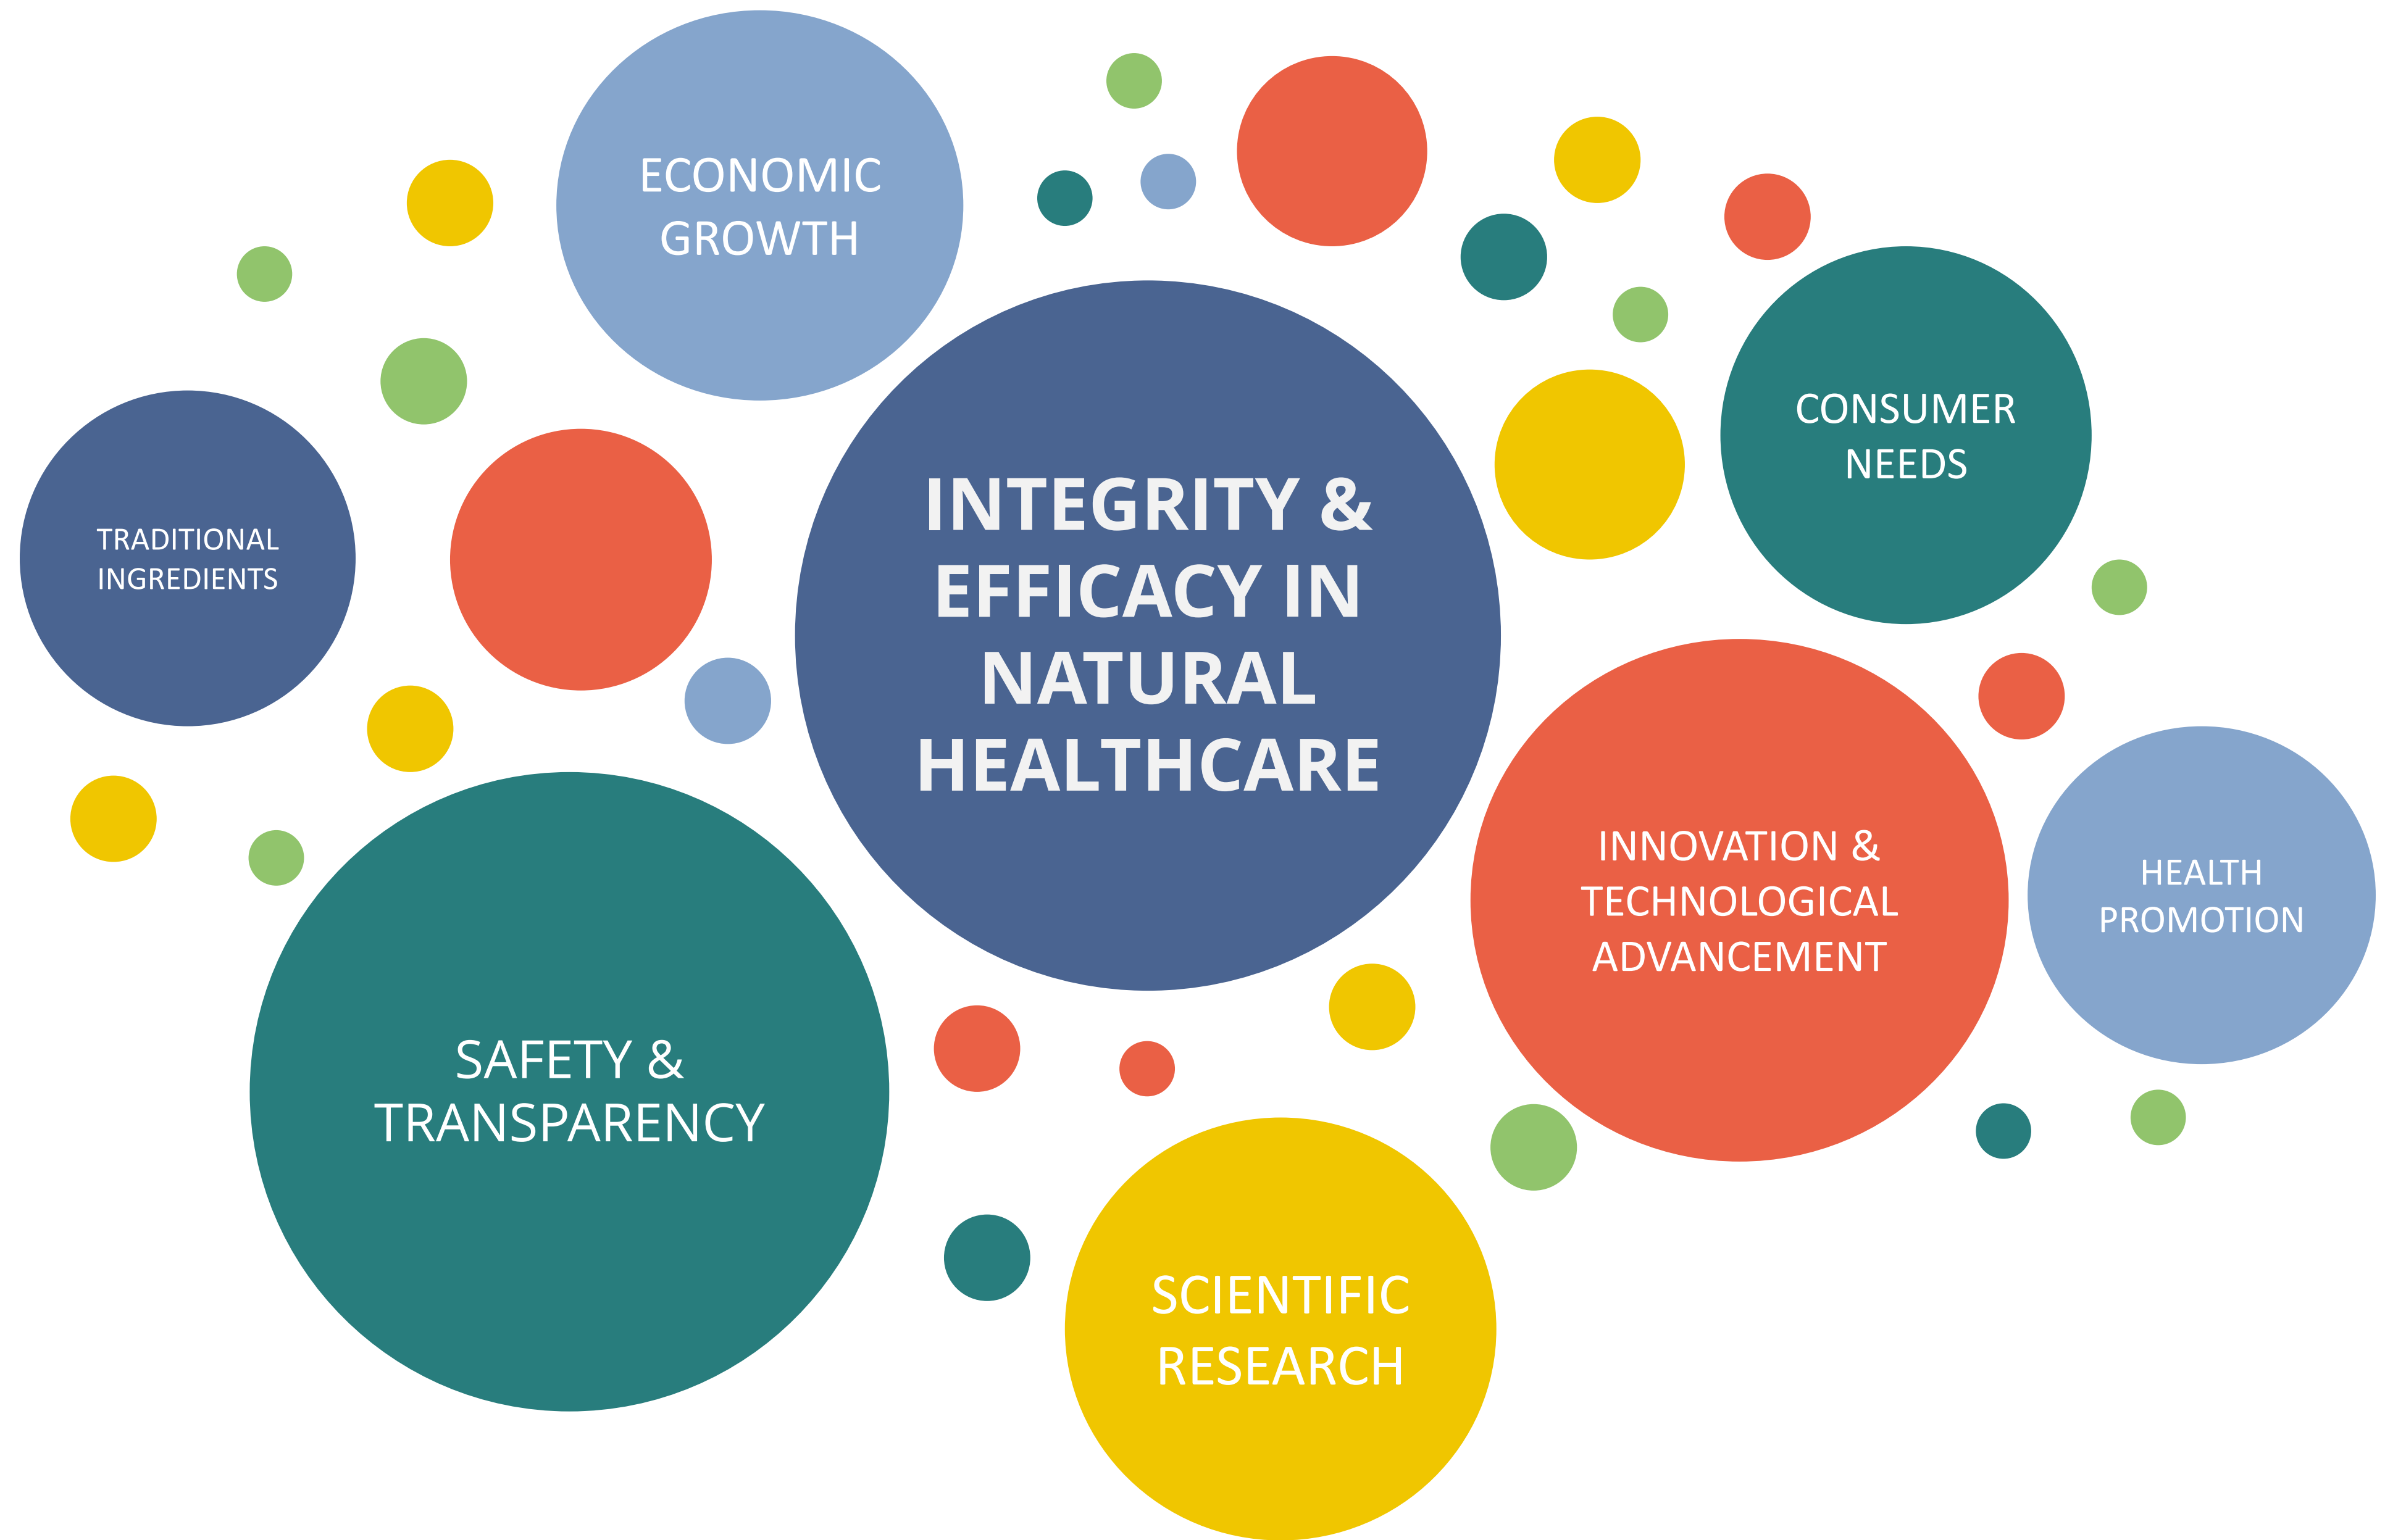 ECONOMIC
GROWTH
CONSUMER
NEEDS
TRADITIONAL
INGREDIENTS
INTEGRITY &
EFFICACY IN
NATURAL
HEALTHCARE
INNOVATION &
TECHNOLOGICAL
ADVANCEMENT
HEALTH
PROMOTION
SAFETY &
TRANSPARENCY
SCIENTIFIC
RESEARCH